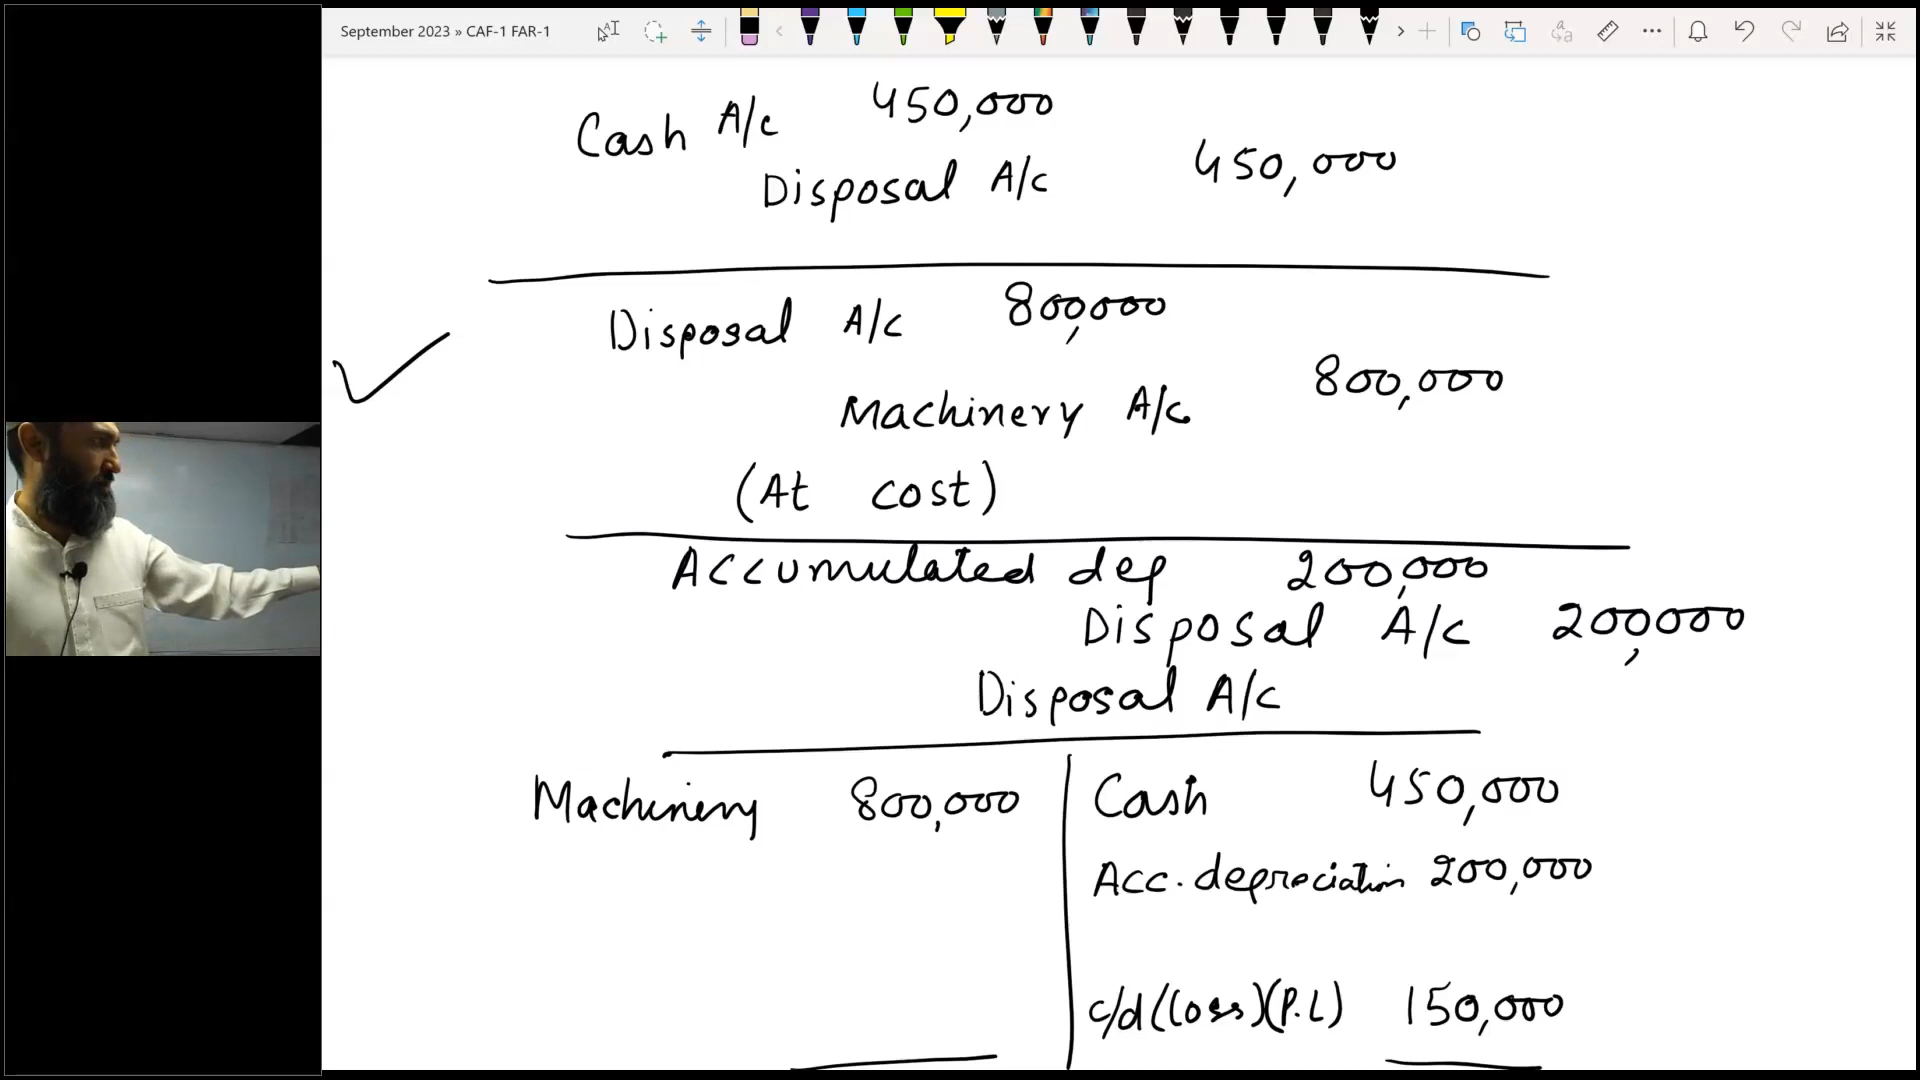 September 2023 » CAF-1 FAR-1
Cash A/c 450,000
Disposal A/c 450,000
Disposal A/c 800,000
Machinery A/c 800,000
(At cost)
Accumulated dep 200,000
Disposal A/c 200,000
Disposal A/c
Machinery 800,000 Cash 450,000
Acc. depreciation 200,000
c/d (loss)(P.L) 150,000